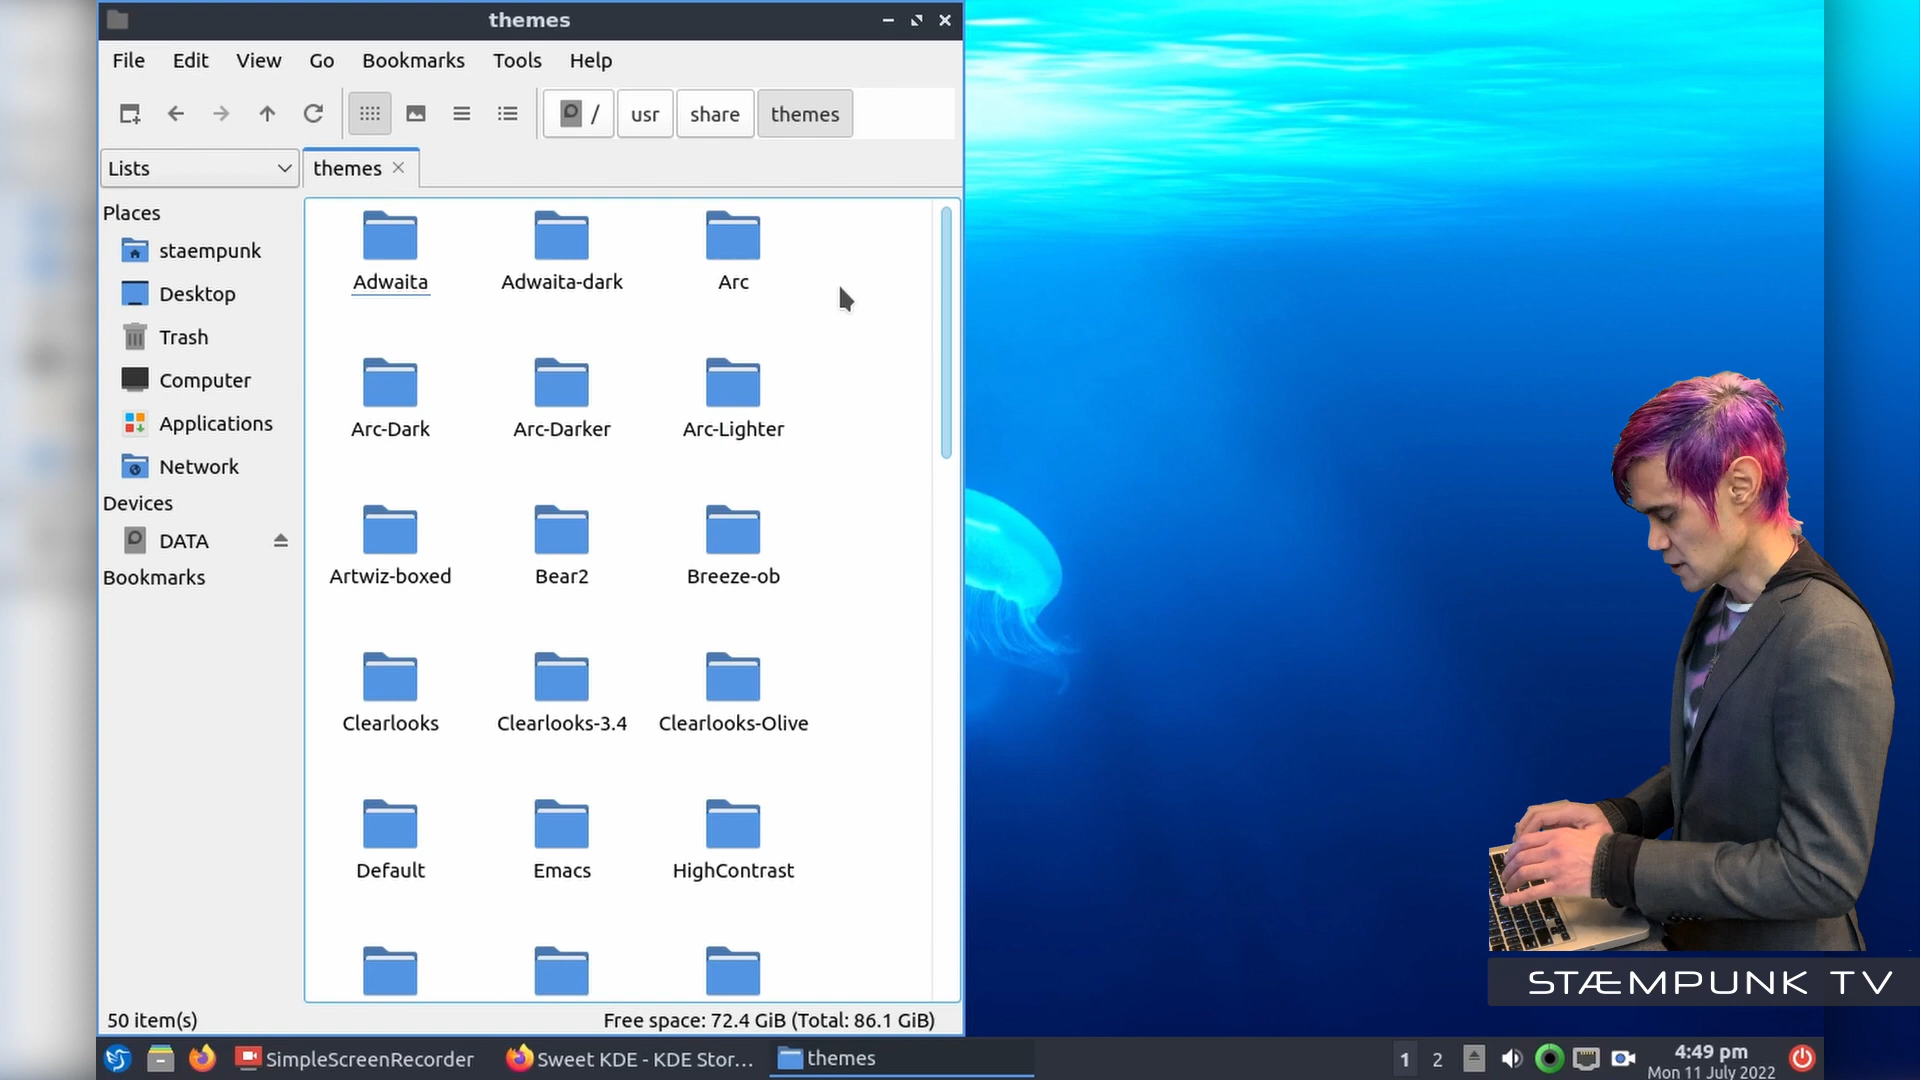 themes
File Edit View Go Bookmarks Tools Help
/ usr share themes
Lists
themes
Places
staempunk
Desktop
Trash
Computer
Applications
Network
Devices
DATA
Bookmarks
Adwaita Adwaita-dark Arc
Arc-Dark Arc-Darker Arc-Lighter
Artwiz-boxed Bear2 Breeze-ob
Clearlooks Clearlooks-3.4 Clearlooks-Olive
Default Emacs HighContrast
50 item(s) Free space: 72.4 GiB (Total: 86.1 GiB)
STÆMPUNK TV
SimpleScreenRecorder Sweet KDE - KDE Stor... themes 1 2 4:49 pm
Mon 11 July 2022